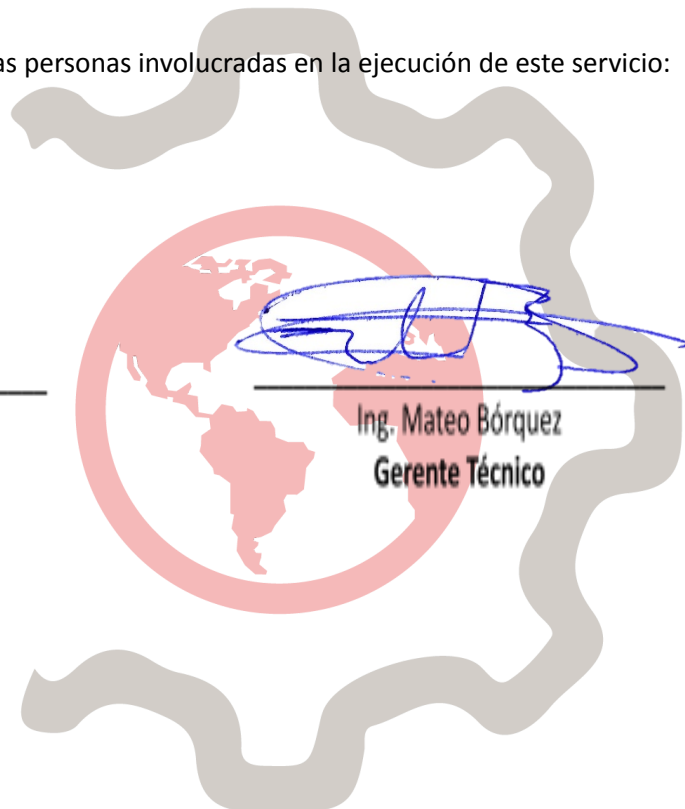 as personas involucradas en la ejecución de este servicio:
Ing. Mateo Bórquez
Gerente Técnico